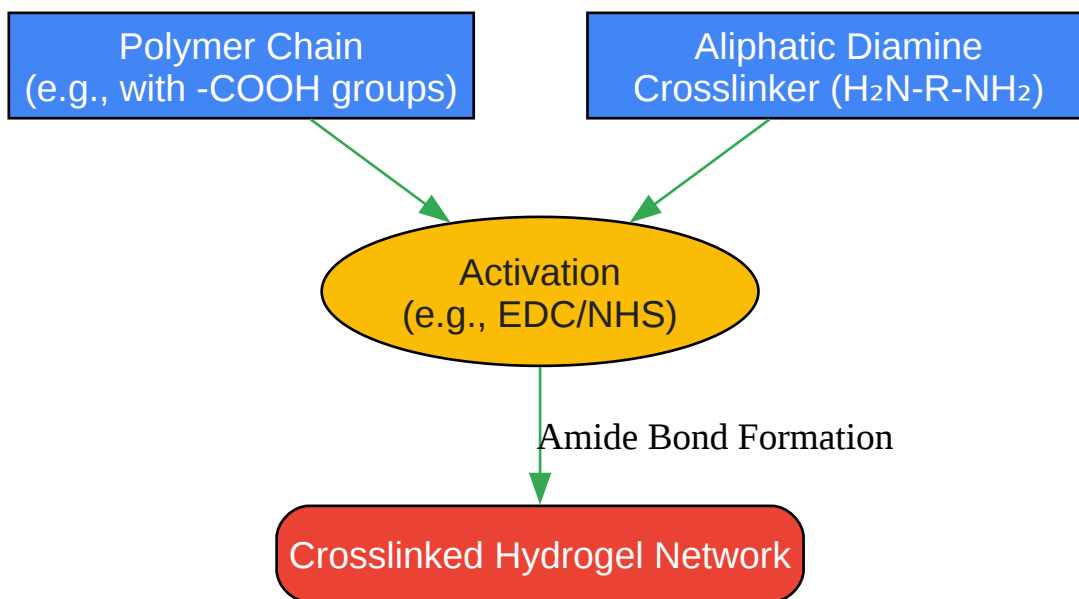 Polymer Chain
(e.g., with -COOH groups)
Aliphatic Diamine
Crosslinker (H₂N-R-NH₂)
Activation
(e.g., EDC/NHS)
Amide Bond Formation
Crosslinked Hydrogel Network